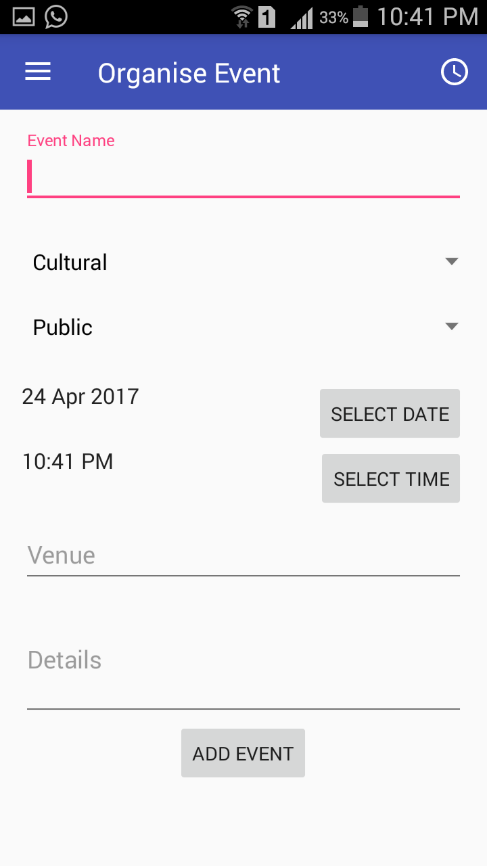 1 33% 10:41 PM
Organise Event
Event Name
Cultural
Public
24 Apr 2017
SELECT DATE
10:41 PM
SELECT TIME
Venue
Details
ADD EVENT